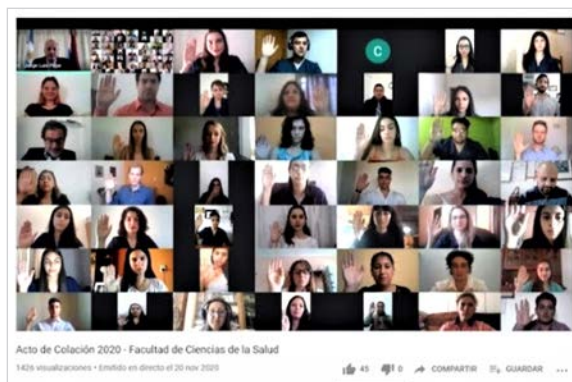 C
Acto de Colación 2020 - Facultad de Ciencias de la Salud
1426 visualizaciones • Emitido en directo el 20 nov 2020
45
0
COMPARTIR
GUARDAR